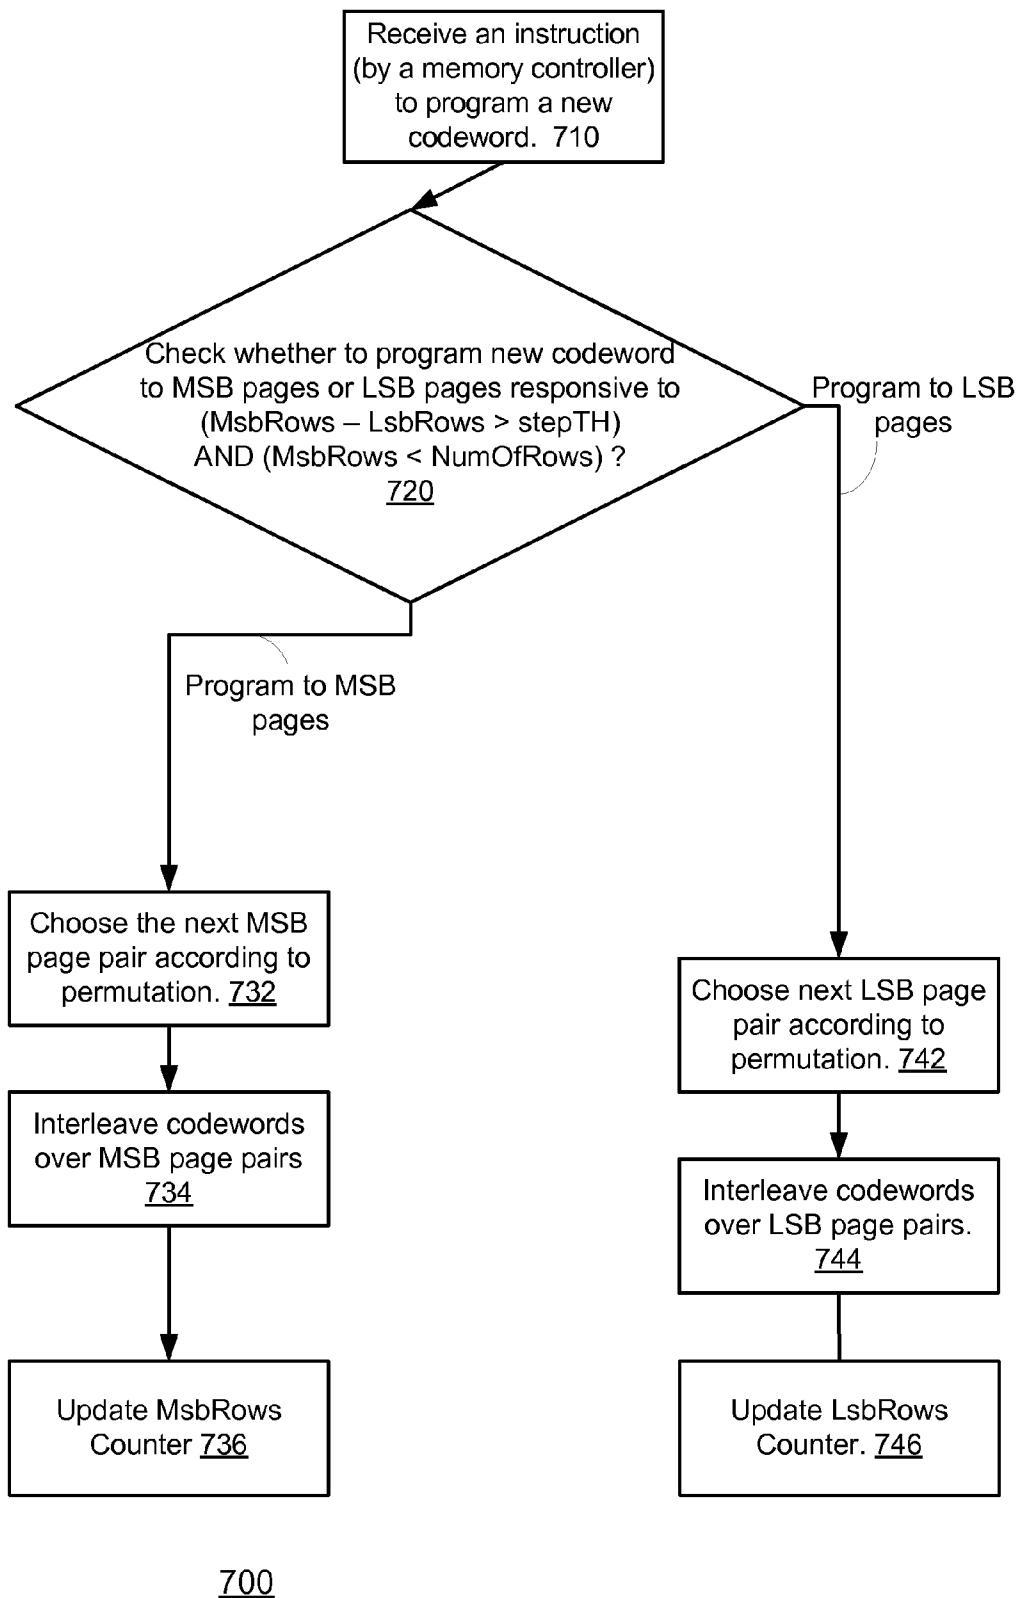 Receive an instruction
(by a memory controller)
to program a new
codeword.  710
Check whether to program new codeword
to MSB pages or LSB pages responsive to
(MsbRows – LsbRows > stepTH)
AND (MsbRows < NumOfRows) ?
720
Program to LSB
pages
Program to MSB
pages
Choose the next MSB
page pair according to
permutation. 732
Choose next LSB page
pair according to
permutation. 742
Interleave codewords
over MSB page pairs
734
Interleave codewords
over LSB page pairs.
744
Update MsbRows
Counter 736
Update LsbRows
Counter. 746
700